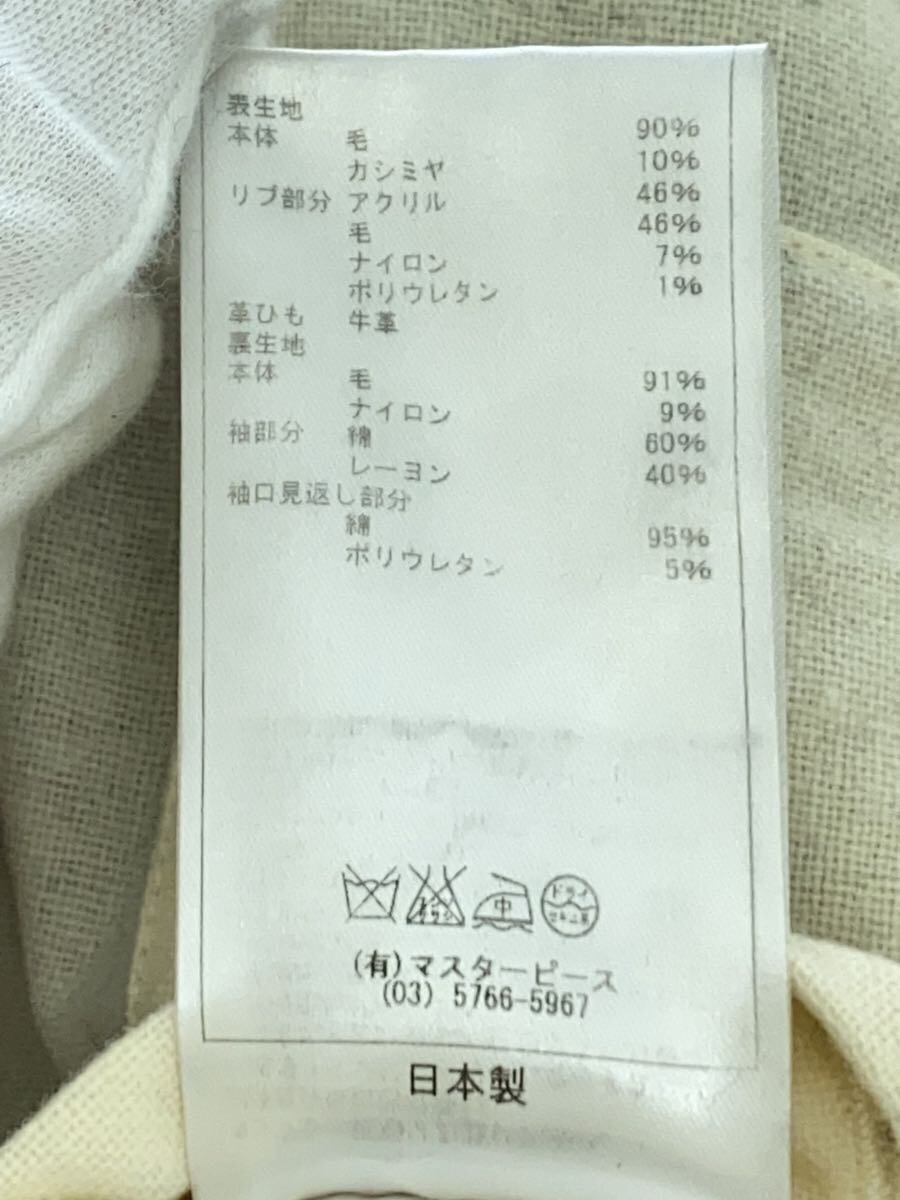 表生地
本体 毛 90%
カシミヤ 10%
リブ部分 アクリル 46%
毛 46%
ナイロン 7%
ポリウレタン 1%
革ひも 牛革
裏生地
本体 毛 91%
ナイロン 9%
袖部分 綿 60%
レーヨン 40%
袖口見返し部分
綿 95%
ポリウレタン 5%
中 ドライ
(有)マスターピース
(03) 5766-5967
日本製